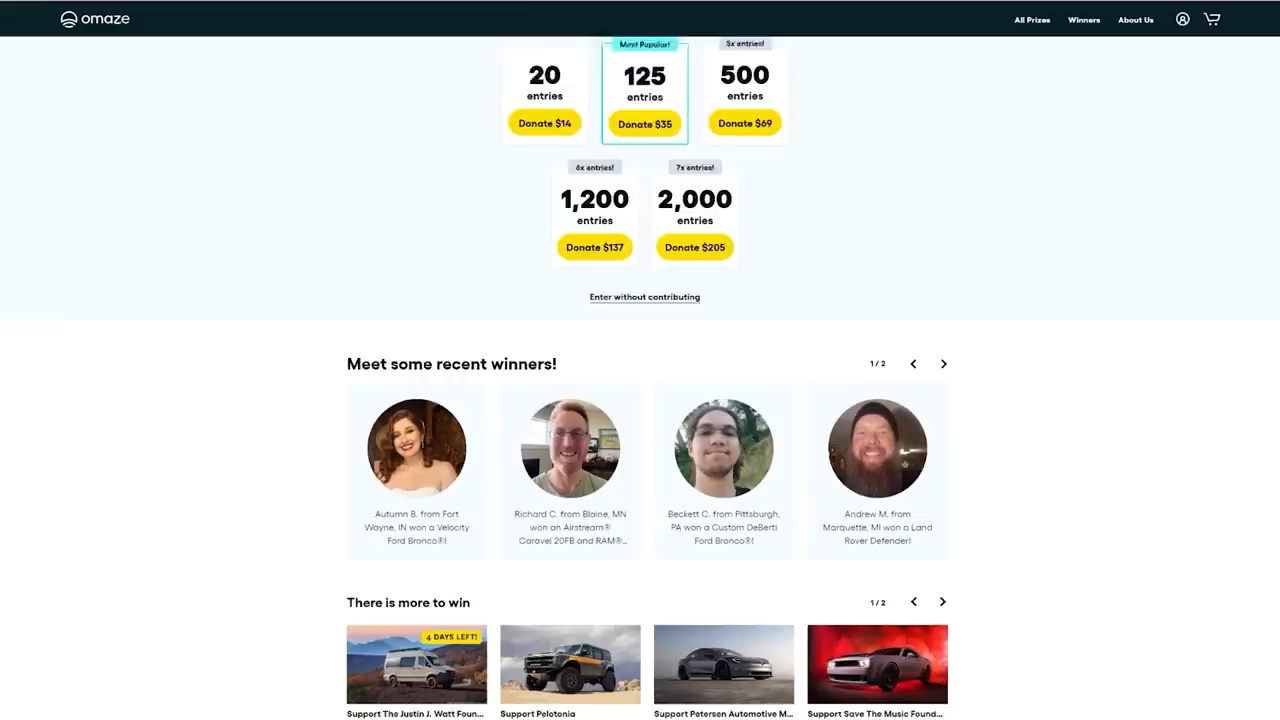 omaze
All Prizes Winners About Us
Most Popular! 5x entries!
20 125 500
entries entries entries
Donate $14 Donate $35 Donate $69
6x entries! 7x entries!
1,200 2,000
entries entries
Donate $137 Donate $205
Enter without contributing
Meet some recent winners! 1 / 2
Autumn B. from Fort Wayne, IN won a Velocity Ford Bronco®!
Richard C. from Blaine, MN won an Airstream® Caravel 20FB and RAM®...
Beckett C. from Pittsburgh, PA won a Custom DeBerti Ford Bronco®!
Andrew M. from Marquette, MI won a Land Rover Defender!
There is more to win 1 / 2
4 DAYS LEFT!
Support The Justin J. Watt Foun... Support Pelotonia Support Petersen Automotive M... Support Save The Music Found...